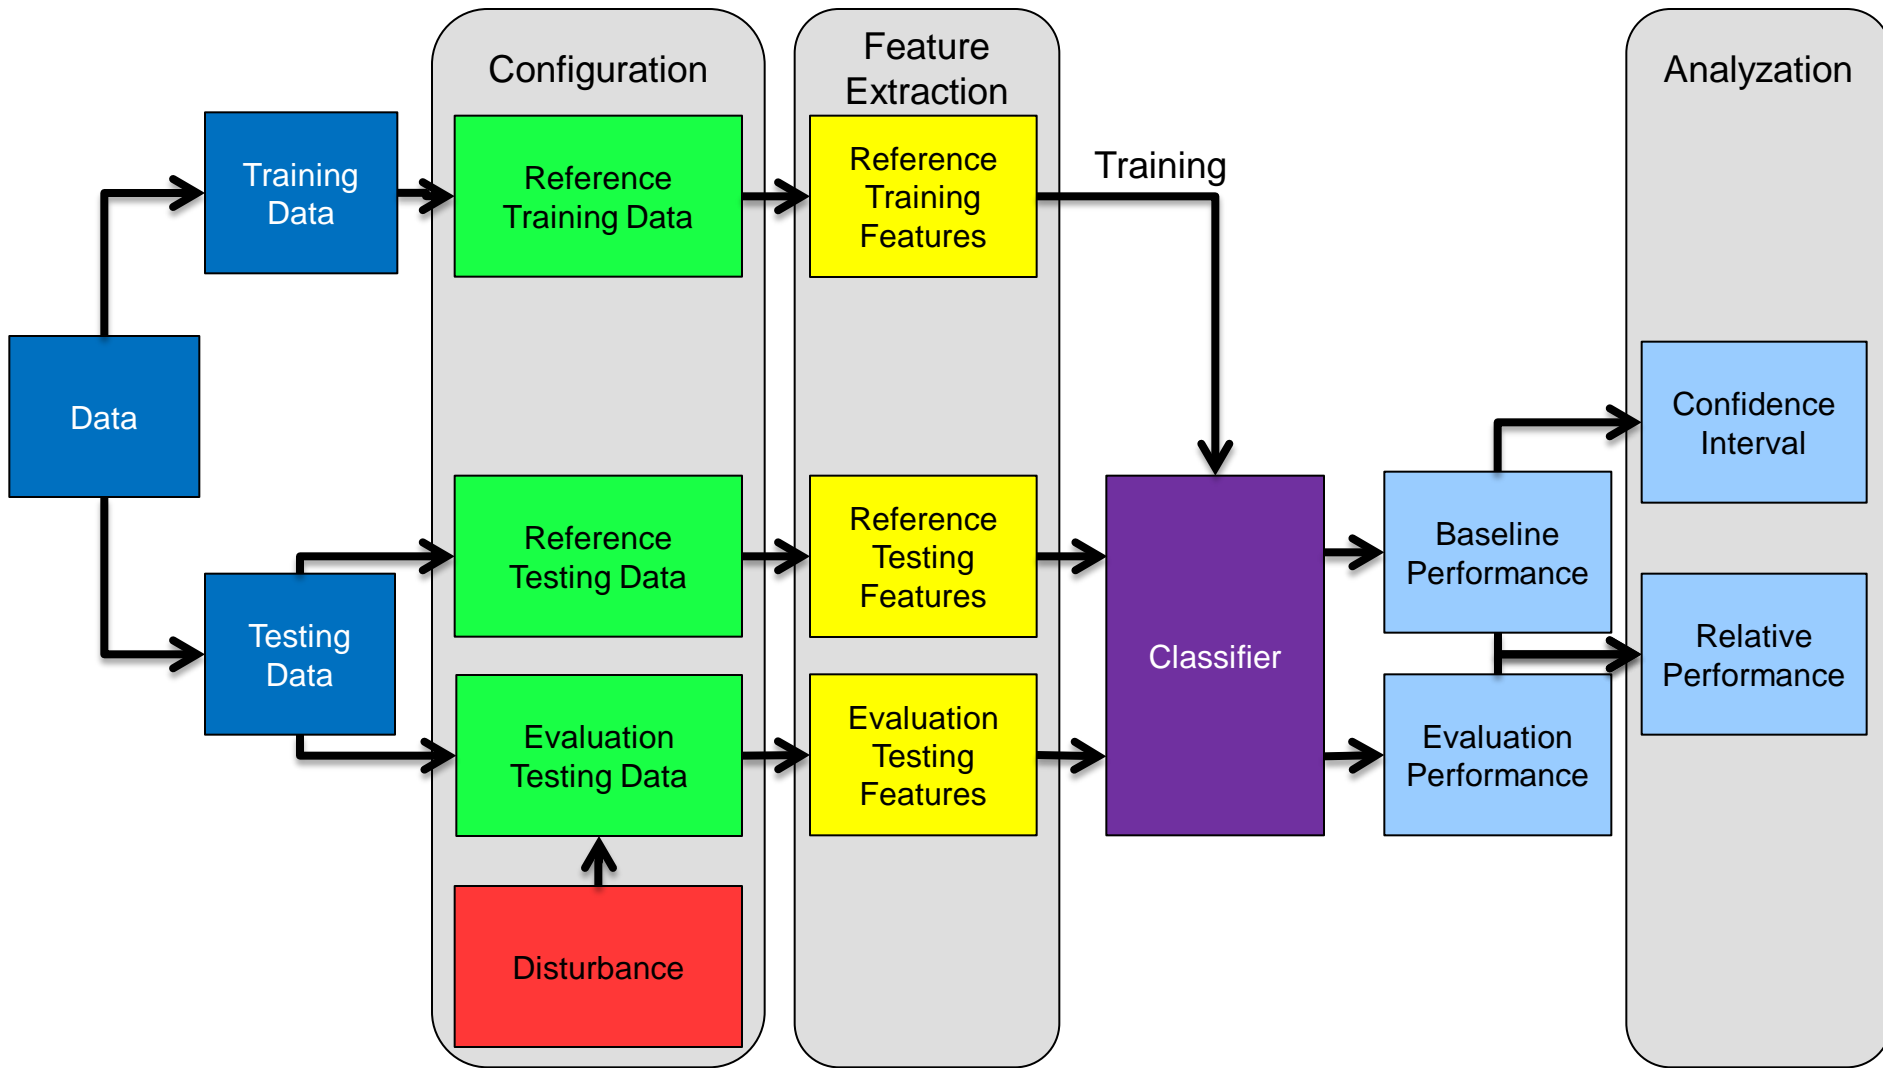 Configuration
Feature
Extraction
Analyzation
Training
Data
Reference
Training Data
Reference
Training
Features
Training
Data
Confidence
Interval
Reference
Testing Data
Reference
Testing
Features
Baseline
Performance
Testing
Data
Classifier
Relative
Performance
Evaluation
Testing Data
Evaluation
Testing
Features
Evaluation
Performance
Disturbance